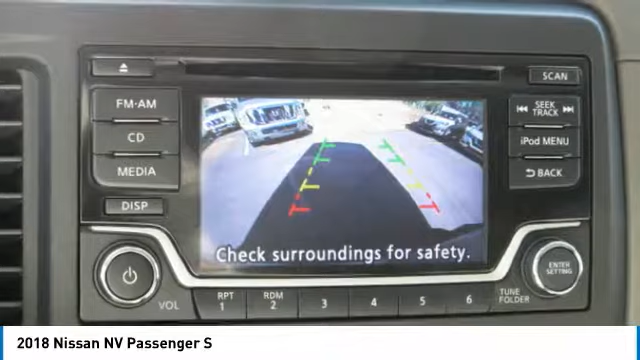 SCAN
FM·AM
SEEK
TRACK
CD
iPod MENU
MEDIA
BACK
DISP
Check surroundings for safety.
ENTER
SETTING
VOL
RPT
1
RDM
2
3
4
5
6
TUNE
FOLDER
2018 Nissan NV Passenger S